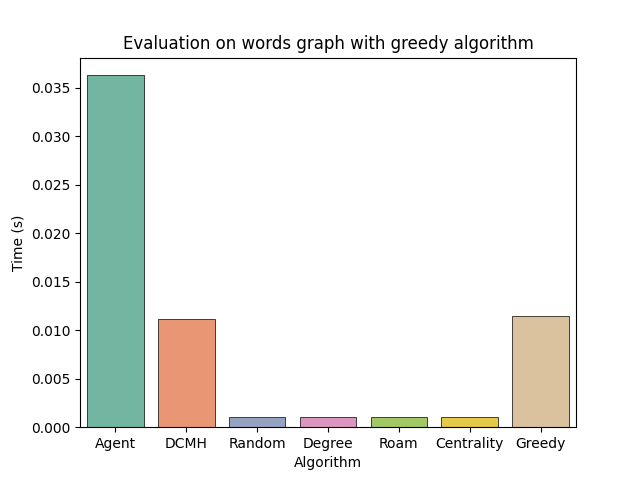 Evaluation on words graph with greedy algorithm
Time (s)
0.035
0.030
0.025
0.020
0.015
0.010
0.005
0.000
Agent DCMH Random Degree Roam Centrality Greedy
Algorithm